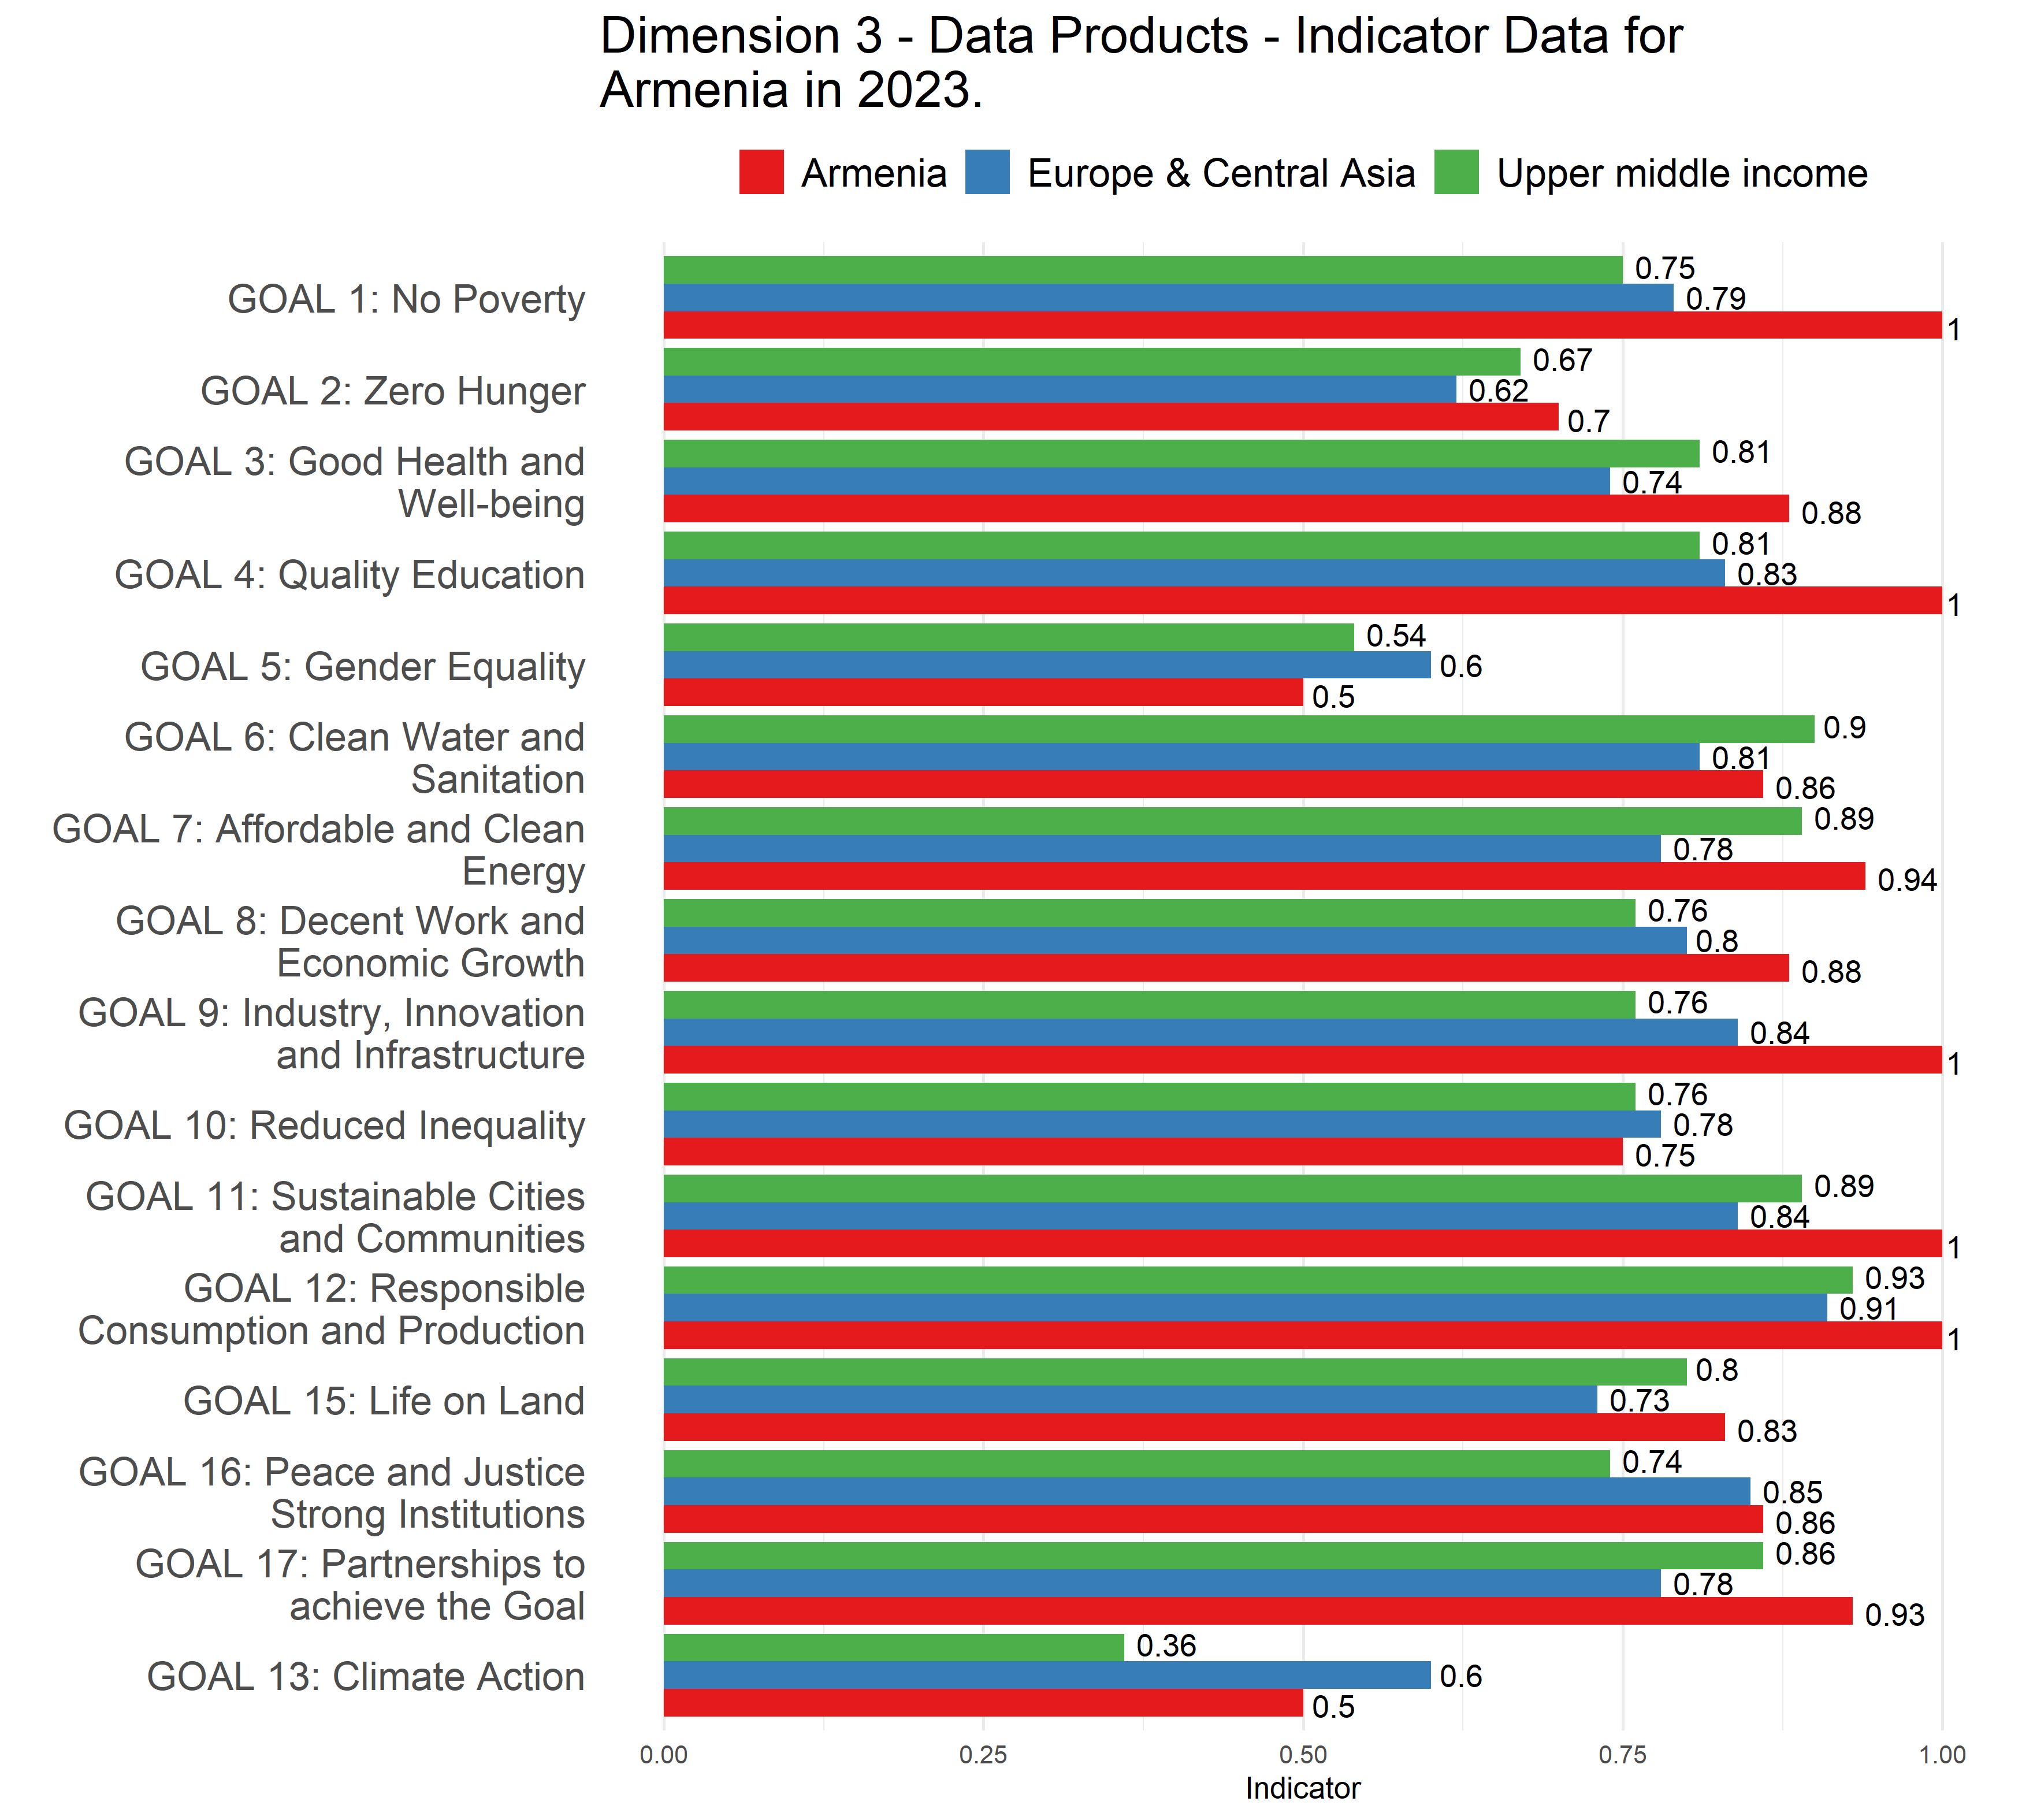 Dimension 3 - Data Products - Indicator Data for
Armenia in 2023.
Armenia
Europe & Central Asia
Upper middle income
GOAL 1: No Poverty
0.75
0.79
1
GOAL 2: Zero Hunger
0.67
0.62
0.7
GOAL 3: Good Health and
Well-being
0.81
0.74
0.88
GOAL 4: Quality Education
0.81
0.83
1
GOAL 5: Gender Equality
0.54
0.6
0.5
GOAL 6: Clean Water and
Sanitation
0.9
0.81
0.86
GOAL 7: Affordable and Clean
Energy
0.89
0.78
0.94
GOAL 8: Decent Work and
Economic Growth
0.76
0.8
0.88
GOAL 9: Industry, Innovation
and Infrastructure
0.76
0.84
1
GOAL 10: Reduced Inequality
0.76
0.78
0.75
GOAL 11: Sustainable Cities
and Communities
0.89
0.84
1
GOAL 12: Responsible
Consumption and Production
0.93
0.91
1
GOAL 15: Life on Land
0.8
0.73
0.83
GOAL 16: Peace and Justice
Strong Institutions
0.74
0.85
0.86
GOAL 17: Partnerships to
achieve the Goal
0.86
0.78
0.93
GOAL 13: Climate Action
0.36
0.6
0.5
0.00 0.25 0.50 0.75 1.00
Indicator